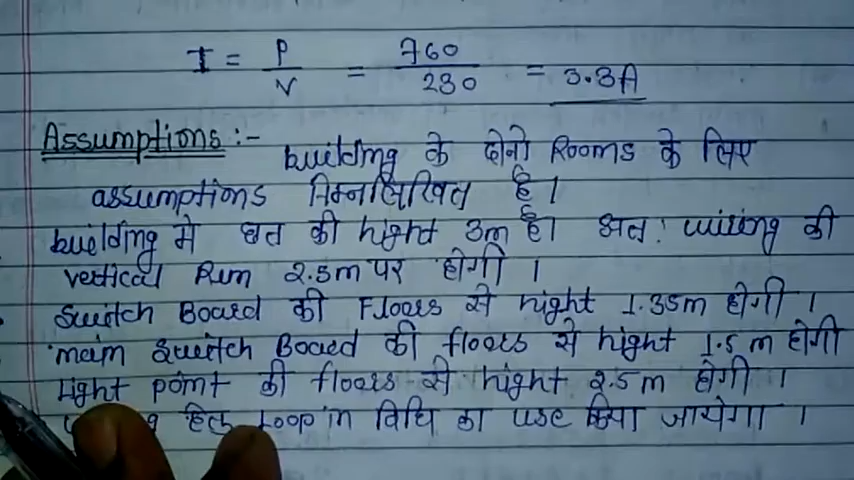 I = P/V = 760/230 = 3.3A
Assumptions :- building के दोनो Rooms के लिए
assumptions निम्नलिखित है ।
building मे छत की hight 3m है। अतः wiring की
vertical Run 2.5m पर होगी ।
Switch Board की Floors से hight 1.35m होगी ।
main Switch Board की floors से hight 1.5m होगी
Light point की floors से hight 2.5m होगी ।
हेतु Loop in विधि का use किया जायेगा ।